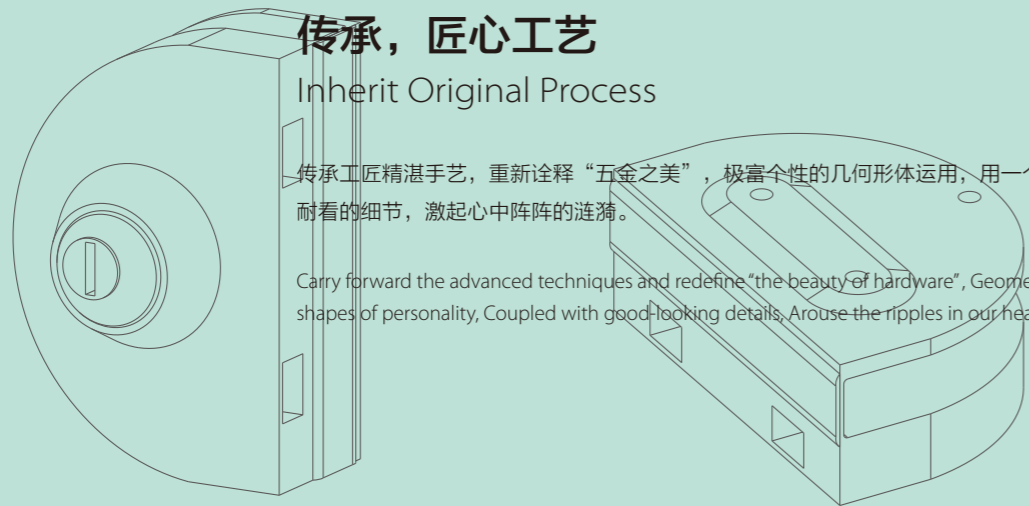 传承，匠心工艺
Inherit Original Process
传承工匠精湛手艺，重新诠释“五金之美”，极富个性的几何形体运用，用一个
耐看的细节，激起心中阵阵的涟漪。
Carry forward the advanced techniques and redefine “the beauty of hardware”, Geome
shapes of personality, Coupled with good-looking details, Arouse the ripples in our hea